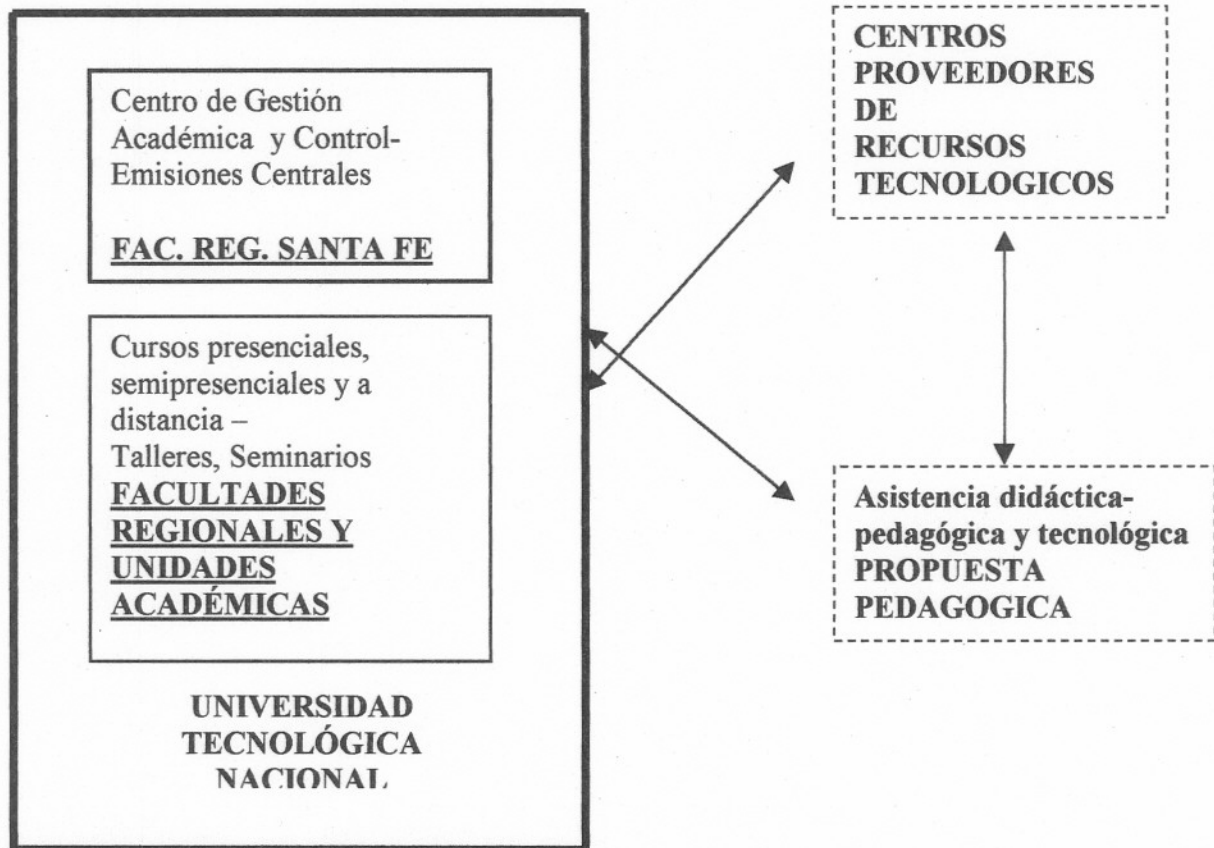 Centro de Gestión
Académica y Control-
Emisiones Centrales
FAC. REG. SANTA FE
Cursos presenciales,
semipresenciales y a
distancia –
Talleres, Seminarios
FACULTADES
REGIONALES Y
UNIDADES
ACADÉMICAS
UNIVERSIDAD
TECNOLÓGICA
NACIONAL
CENTROS
PROVEEDORES
DE
RECURSOS
TECNOLOGICOS
Asistencia didáctica-
pedagógica y tecnológica
PROPUESTA
PEDAGOGICA